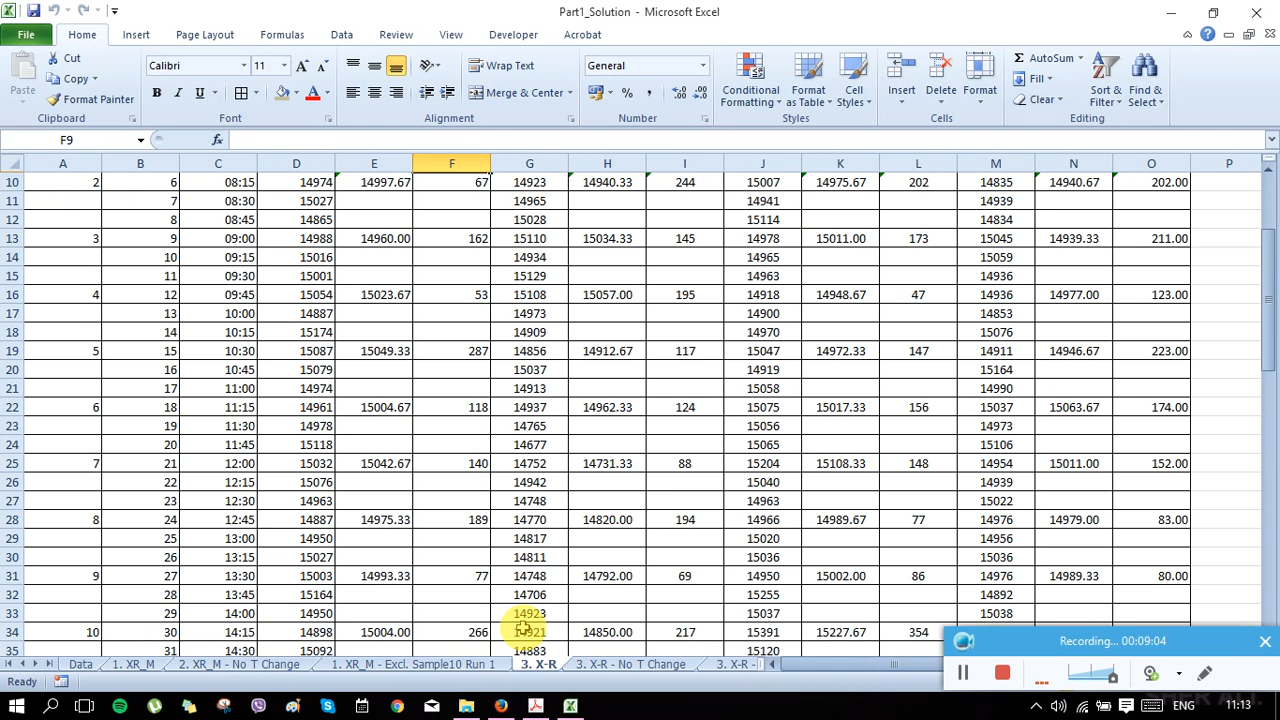 Part1_Solution - Microsoft Excel
File Home Insert Page Layout Formulas Data Review View Developer Acrobat
Paste Cut Copy Format Painter Clipboard
Calibri 11 Font
Wrap Text Merge & Center Alignment
General Number
Conditional Formatting Format as Table Cell Styles Styles
Insert Delete Format Cells
AutoSum Fill Clear Sort & Filter Find & Select Editing
F9 fx
A B C D E F G H I J K L M N O P
10 2 6 08:15 14974 14997.67 67 14923 14940.33 244 15007 14975.67 202 14835 14940.67 202.00
11 7 08:30 15027 14965 14941 14939
12 8 08:45 14865 15028 15114 14834
13 3 9 09:00 14988 14960.00 162 15110 15034.33 145 14978 15011.00 173 15045 14939.33 211.00
14 10 09:15 15016 14934 14965 15059
15 11 09:30 15001 15129 14963 14936
16 4 12 09:45 15054 15023.67 53 15108 15057.00 195 14918 14948.67 47 14936 14977.00 123.00
17 13 10:00 14887 14973 14900 14853
18 14 10:15 15174 14909 14970 15076
19 5 15 10:30 15087 15049.33 287 14856 14912.67 117 15047 14972.33 147 14911 14946.67 223.00
20 16 10:45 15079 15037 14919 15164
21 17 11:00 14974 14913 15058 14990
22 6 18 11:15 14961 15004.67 118 14937 14962.33 124 15075 15017.33 156 15037 15063.67 174.00
23 19 11:30 14978 14765 15056 14973
24 20 11:45 15118 14677 15065 15106
25 7 21 12:00 15032 15042.67 140 14752 14731.33 88 15204 15108.33 148 14954 15011.00 152.00
26 22 12:15 15076 14942 15040 14939
27 23 12:30 14963 14748 14963 15022
28 8 24 12:45 14887 14975.33 189 14770 14820.00 194 14966 14989.67 77 14976 14979.00 83.00
29 25 13:00 14950 14817 15020 14956
30 26 13:15 15027 14811 15036 15036
31 9 27 13:30 15003 14993.33 77 14748 14792.00 69 14950 15002.00 86 14976 14989.33 80.00
32 28 13:45 15164 14706 15255 14892
33 29 14:00 14950 14923 15037 15038
34 10 30 14:15 14898 15004.00 266 14921 14850.00 217 15391 15227.67 354
35 31 14:30 15092 14883 15120
Recording... 00:09:04
Data 1. XR_M 2. XR_M - No T Change 1. XR_M - Excl. Sample10 Run 1 3. X-R 3. X-R - No T Change 3. X-R -
Ready
ENG 11:13